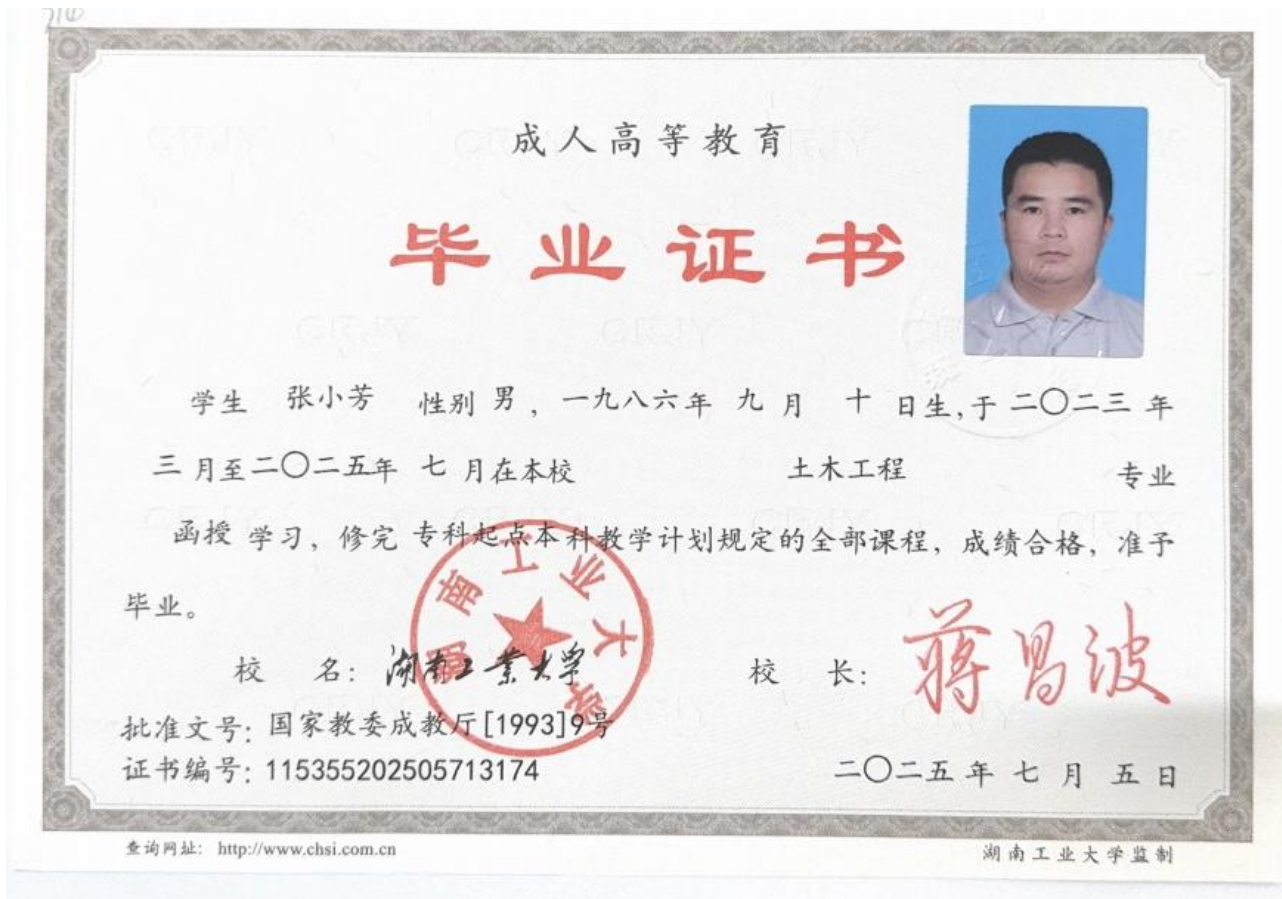 成人高等教育
毕业证书
学生 张小芳 性别 男，一九八六年 九 月 十 日生,于 二〇二三 年
三 月至二〇二五年 七 月在本校 土木工程 专业
函授 学习，修完 专科起点本科教学计划规定的全部课程，成绩合格，准予
毕业。
校 名：湖南工業大学 校 长：蒋昌波
湖南工业大学
批准文号：国家教委成教厅[1993]9号
证书编号：115355202505713174 二〇二五 年 七 月 五 日
查询网址：http://www.chsi.com.cn 湖南工业大学监制